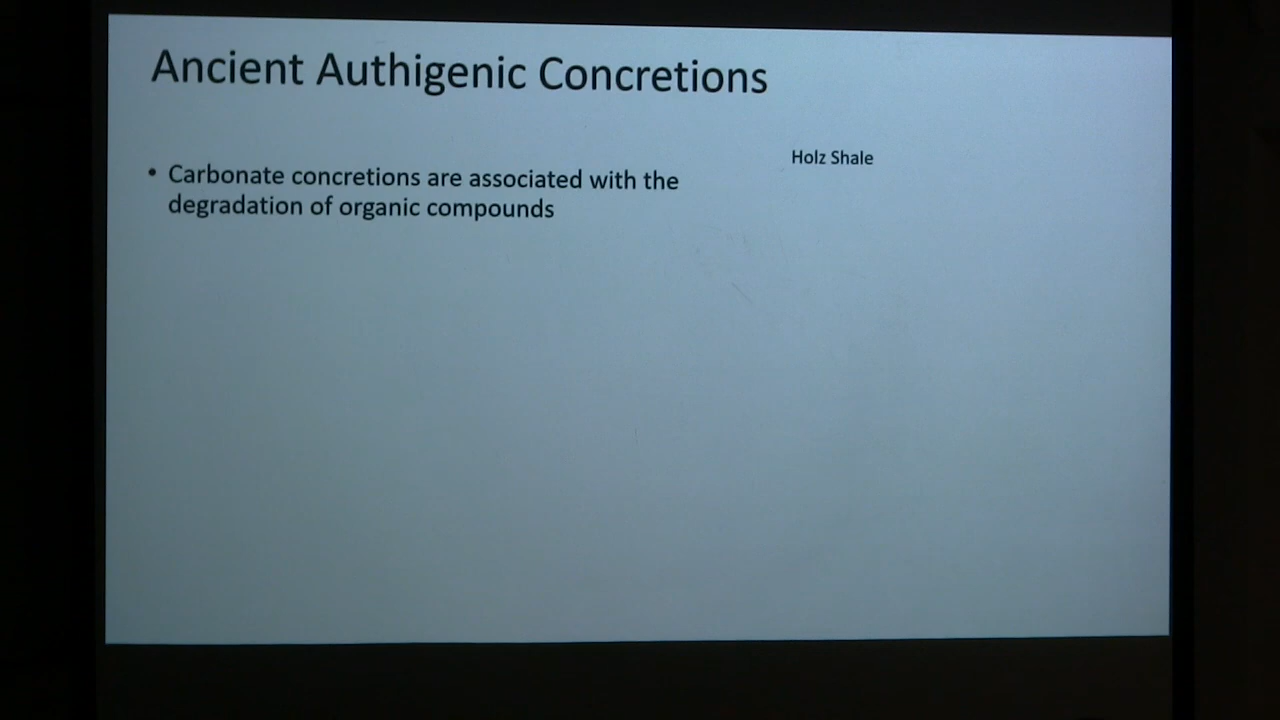 Ancient Authigenic Concretions
Holz Shale
• Carbonate concretions are associated with the
degradation of organic compounds